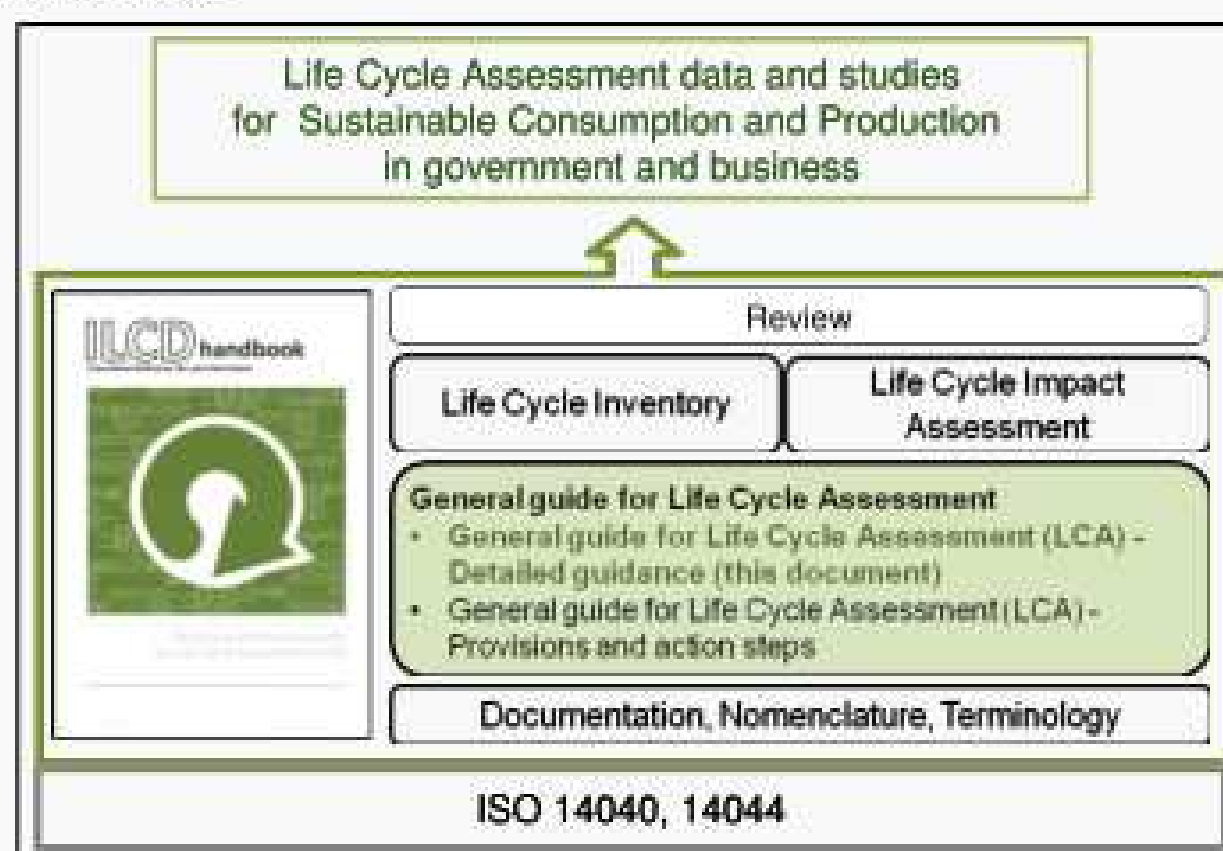 Life Cycle Assessment data and studies
for Sustainable Consumption and Production
in government and business
ILCD handbook
Review
Life Cycle Inventory
Life Cycle Impact
Assessment
General guide for Life Cycle Assessment
• General guide for Life Cycle Assessment (LCA) -
Detailed guidance (this document)
• General guide for Life Cycle Assessment (LCA) -
Provisions and action steps
Documentation, Nomenclature, Terminology
ISO 14040, 14044